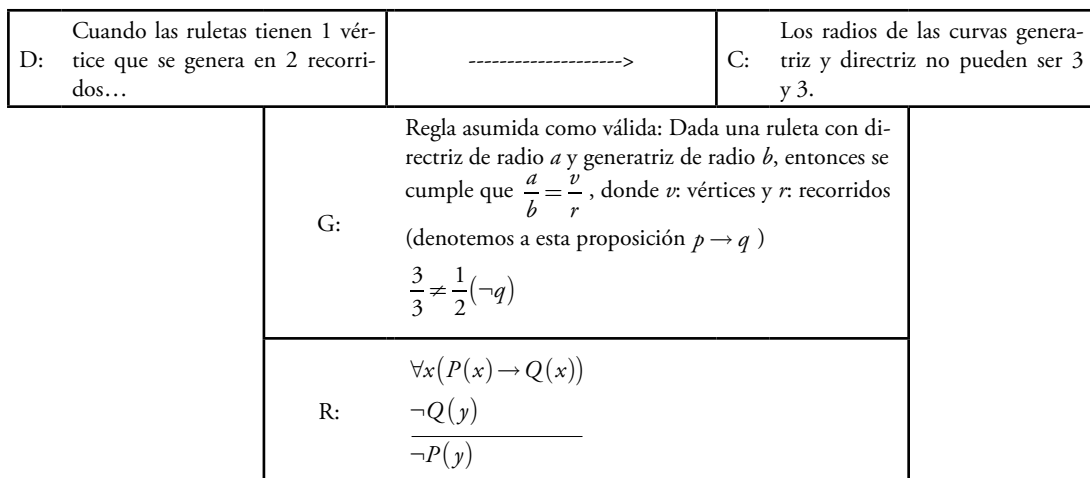 D: Cuando las ruletas tienen 1 vér-
tice que se genera en 2 recorri-
dos…
-------------------->
C: Los radios de las curvas genera-
triz y directriz no pueden ser 3
y 3.
G: Regla asumida como válida: Dada una ruleta con di-
rectriz de radio a y generatriz de radio b, entonces se
cumple que a/b = v/r , donde v: vértices y r: recorridos
(denotemos a esta proposición p → q )
3/3 ≠ 1/2 (¬q)
R: ∀x(P(x) → Q(x))
¬Q(y)
¬P(y)